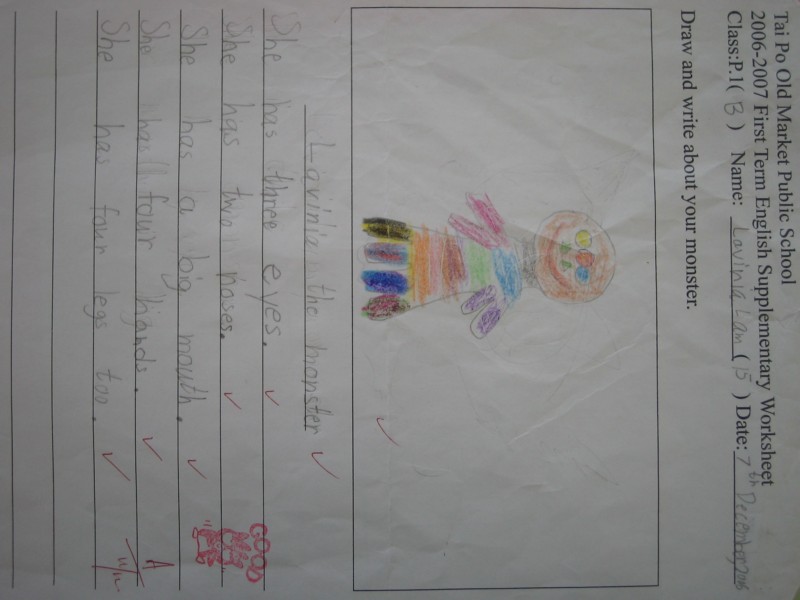 Tai Po Old Market Public School
2006-2007 First Term English Supplementary Worksheet
Class:P.1( B ) Name: Lavinia Lam ( 15 ) Date: 7th December 2006
Draw and write about your monster.
Lavinia the monster
She has three eyes.
She has two noses.
She has a big mouth.
She has four hands.
She has four legs too.
GOOD
A